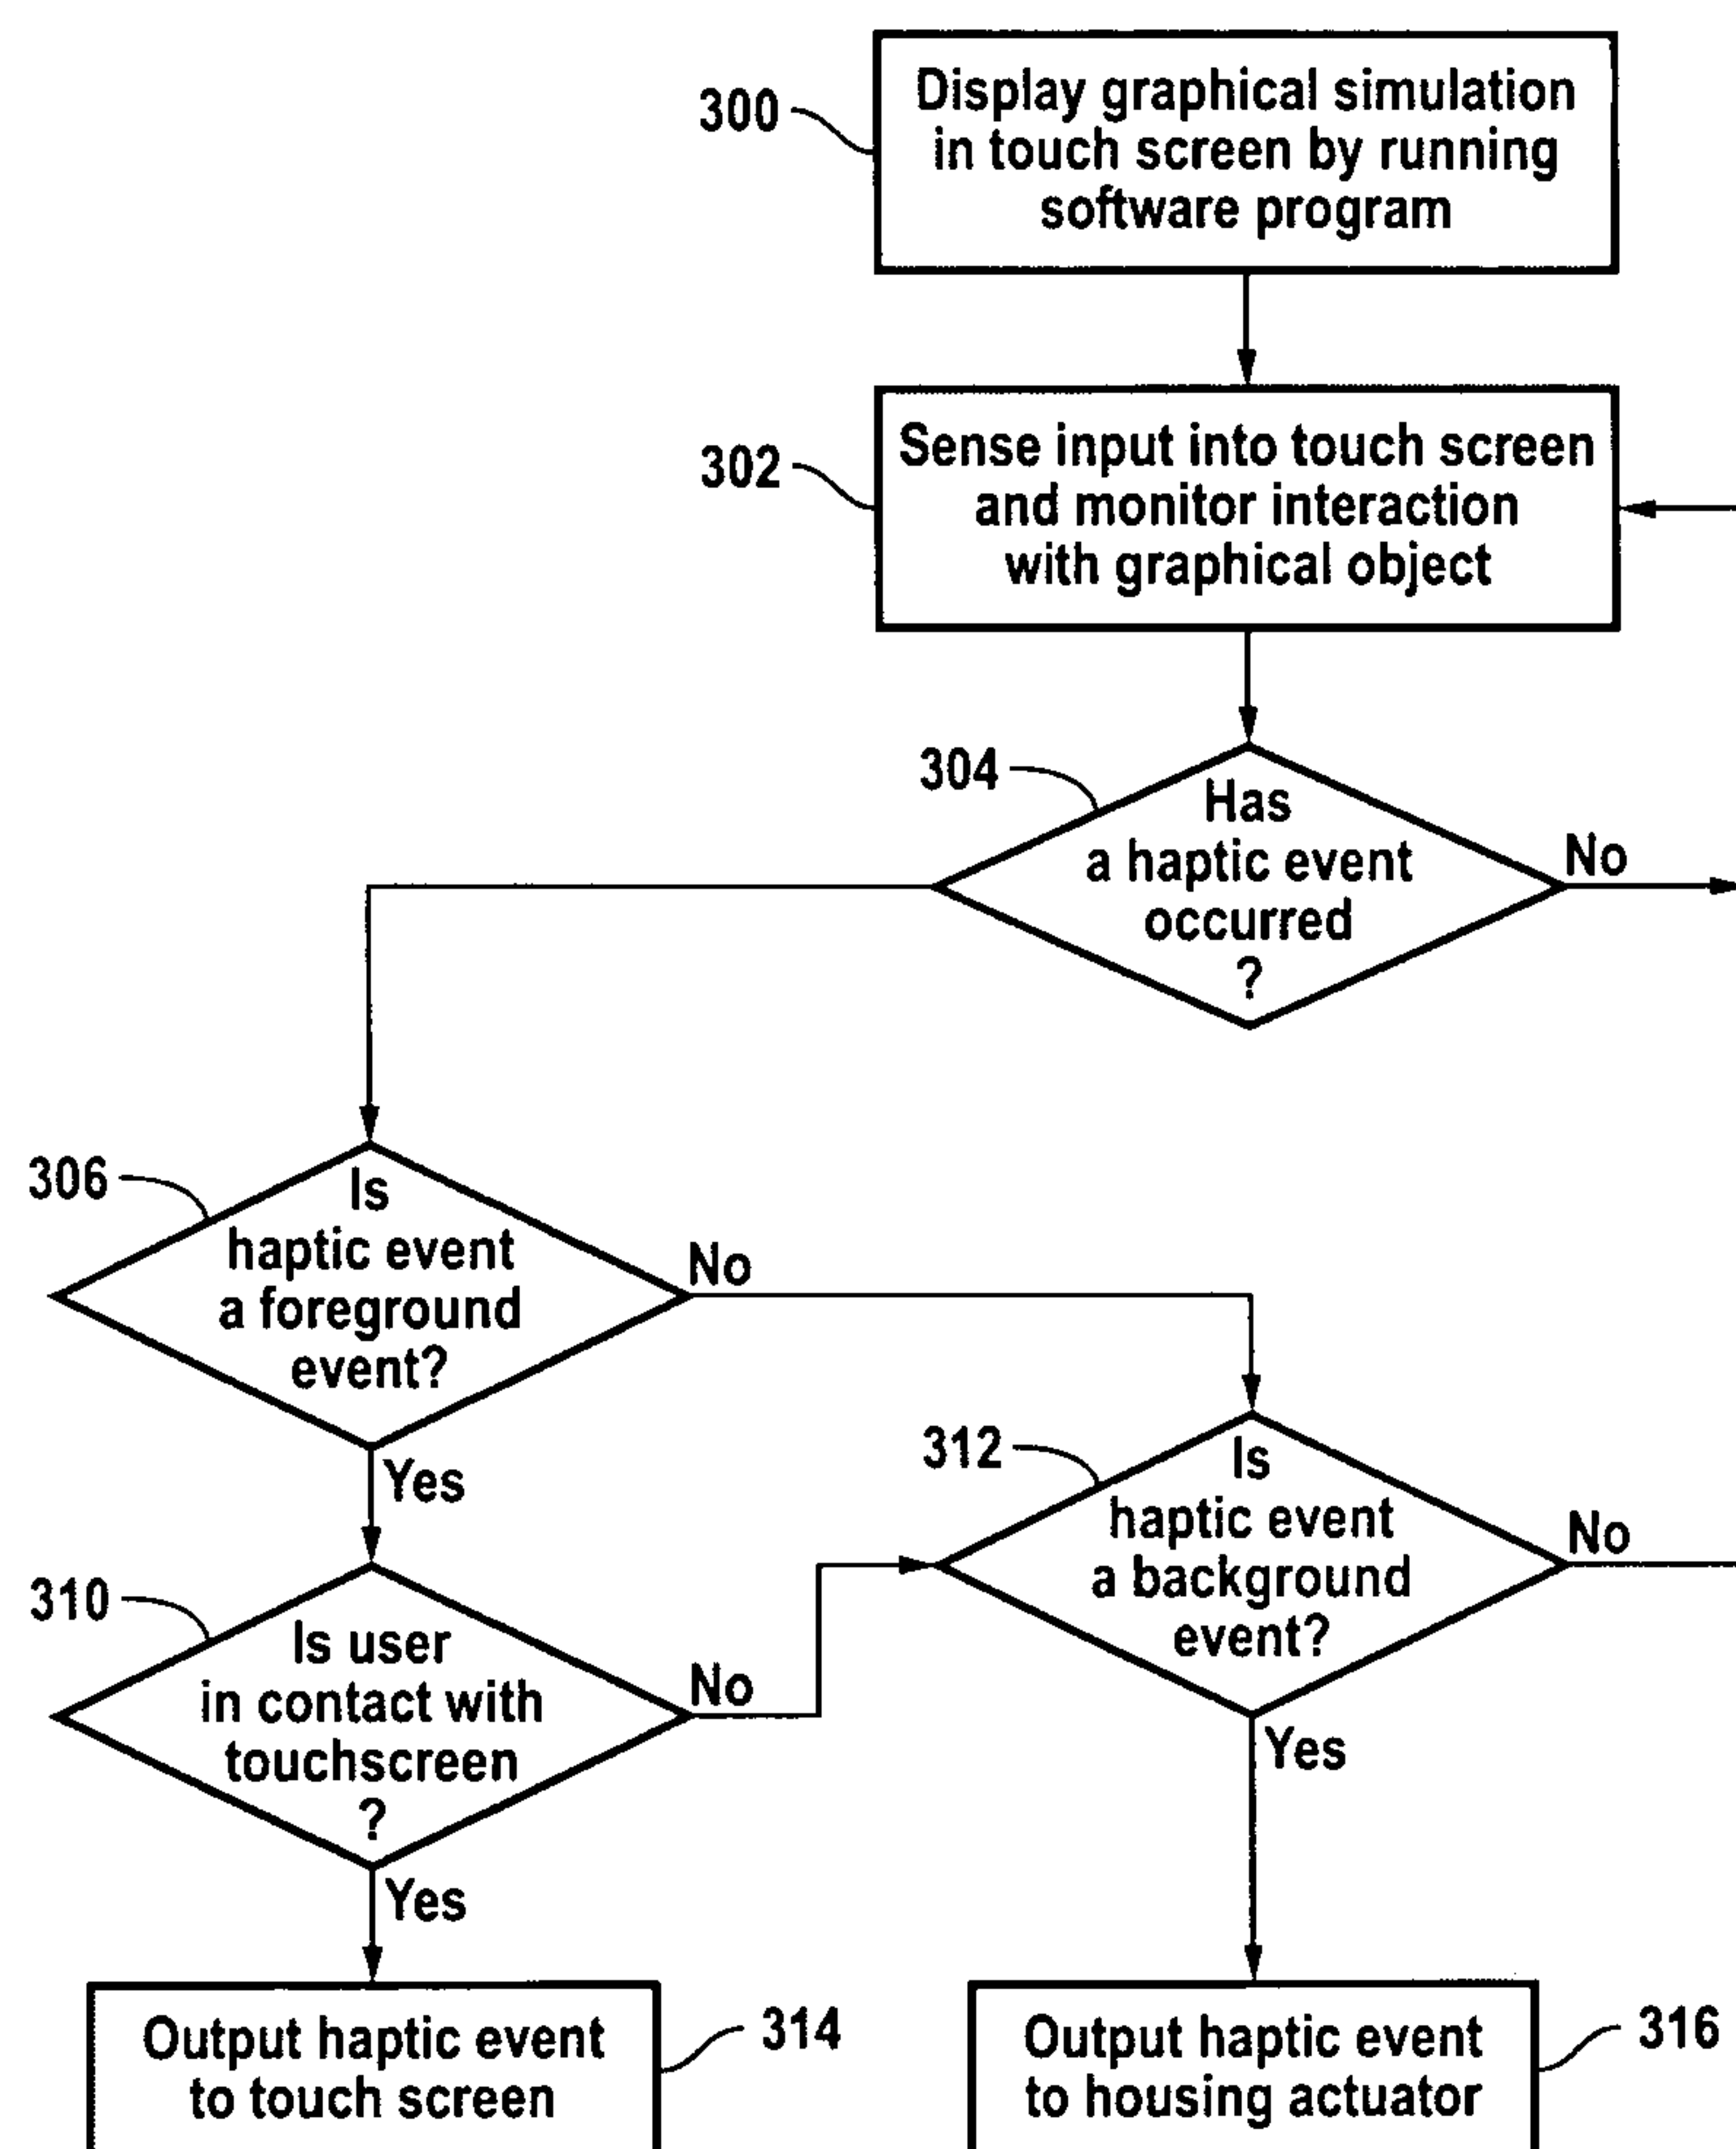 300
Display graphical simulation
in touch screen by running
software program
302
Sense input into touch screen
and monitor interaction
with graphical object
304
Has
a haptic event
occurred
?
No
306
Is
haptic event
a foreground
event?
No
Yes
312
Is
haptic event
a background
event?
No
Yes
310
Is user
in contact with
touchscreen
?
No
Yes
Output haptic event
to touch screen
314
Output haptic event
to housing actuator
316